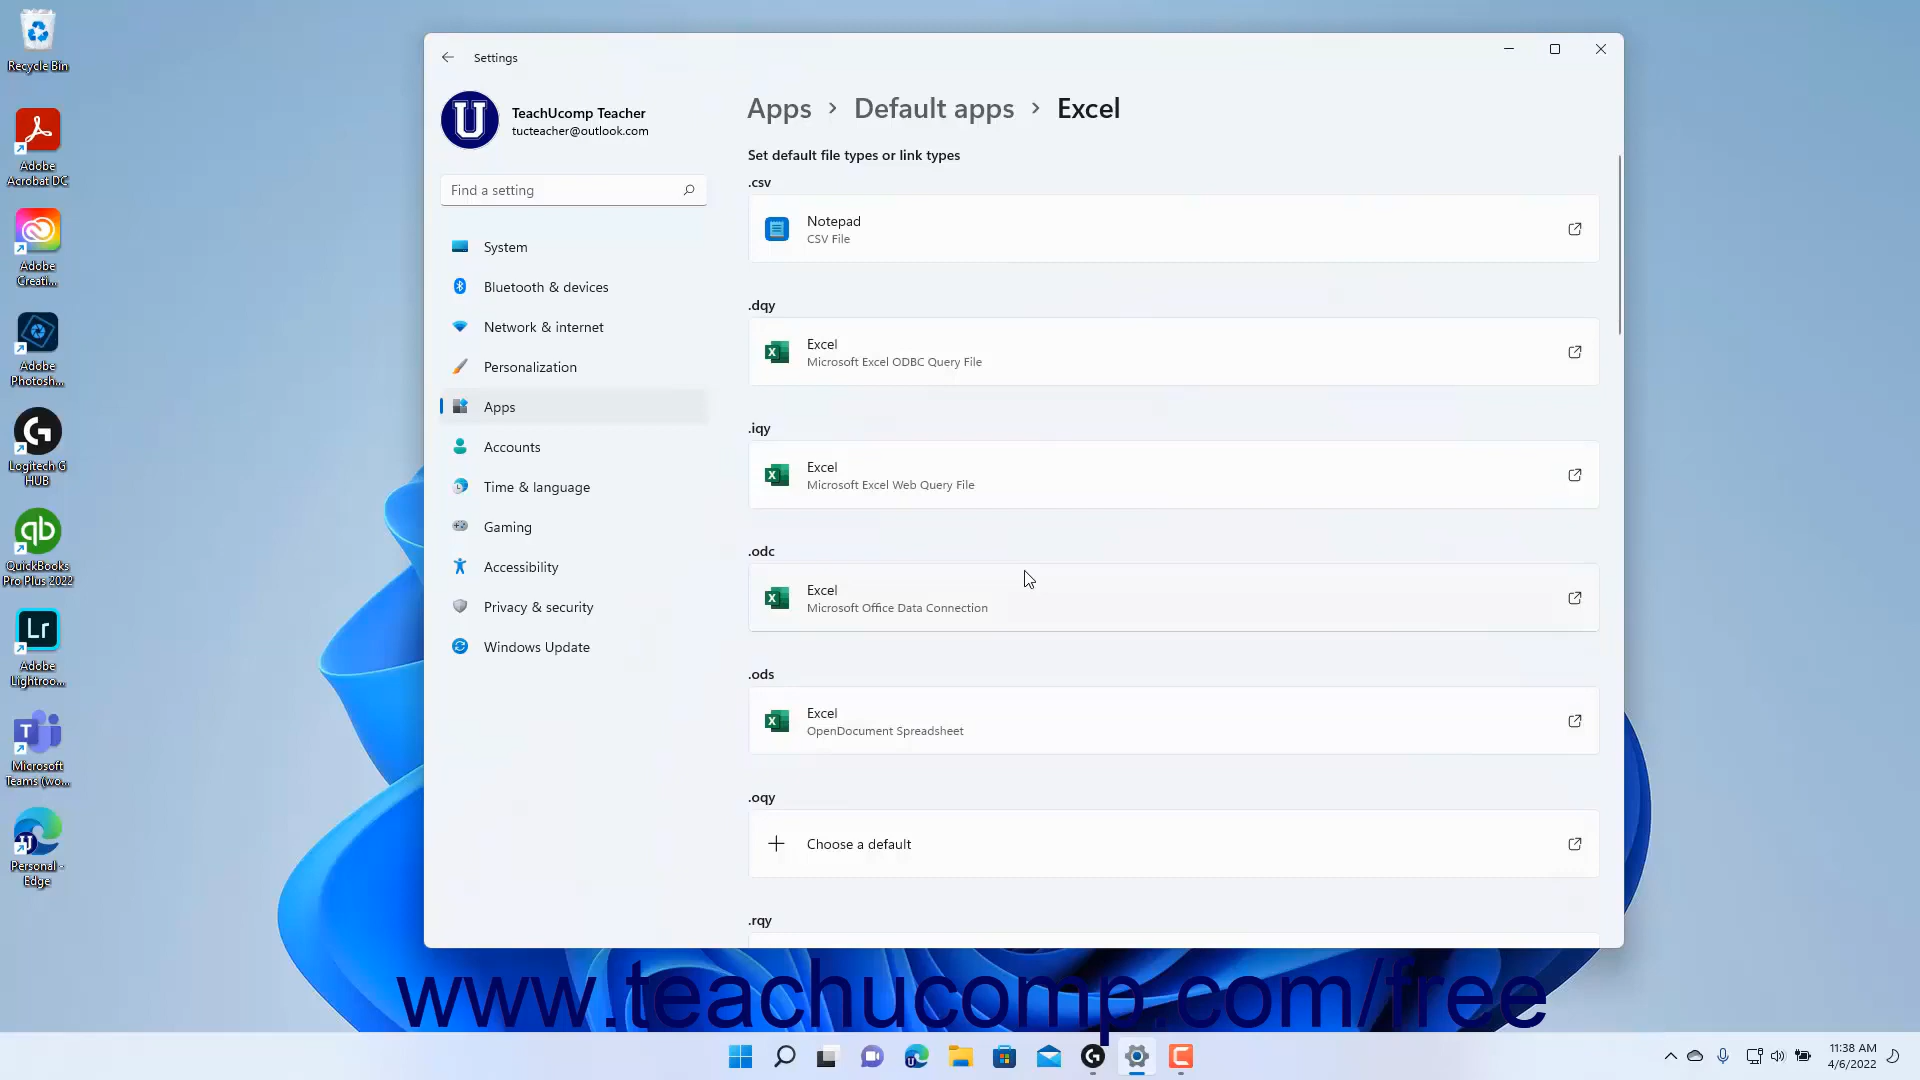 Recycle Bin
Adobe
Acrobat DC
Adobe
Creati...
Adobe
Photosh...
Logitech G
HUB
QuickBooks
Pro Plus 2022
Lr
Adobe
Lightroo...
Microsoft
Teams (wo...
Personal -
Edge
Settings
TeachUcomp Teacher
tucteacher@outlook.com
Find a setting
System
Bluetooth & devices
Network & internet
Personalization
Apps
Accounts
Time & language
Gaming
Accessibility
Privacy & security
Windows Update
Apps > Default apps > Excel
Set default file types or link types
.csv
Notepad
CSV File
.dqy
Excel
Microsoft Excel ODBC Query File
.iqy
Excel
Microsoft Excel Web Query File
.odc
Excel
Microsoft Office Data Connection
.ods
Excel
OpenDocument Spreadsheet
.oqy
Choose a default
.rqy
www.teachucomp.com/free
11:38 AM
4/6/2022